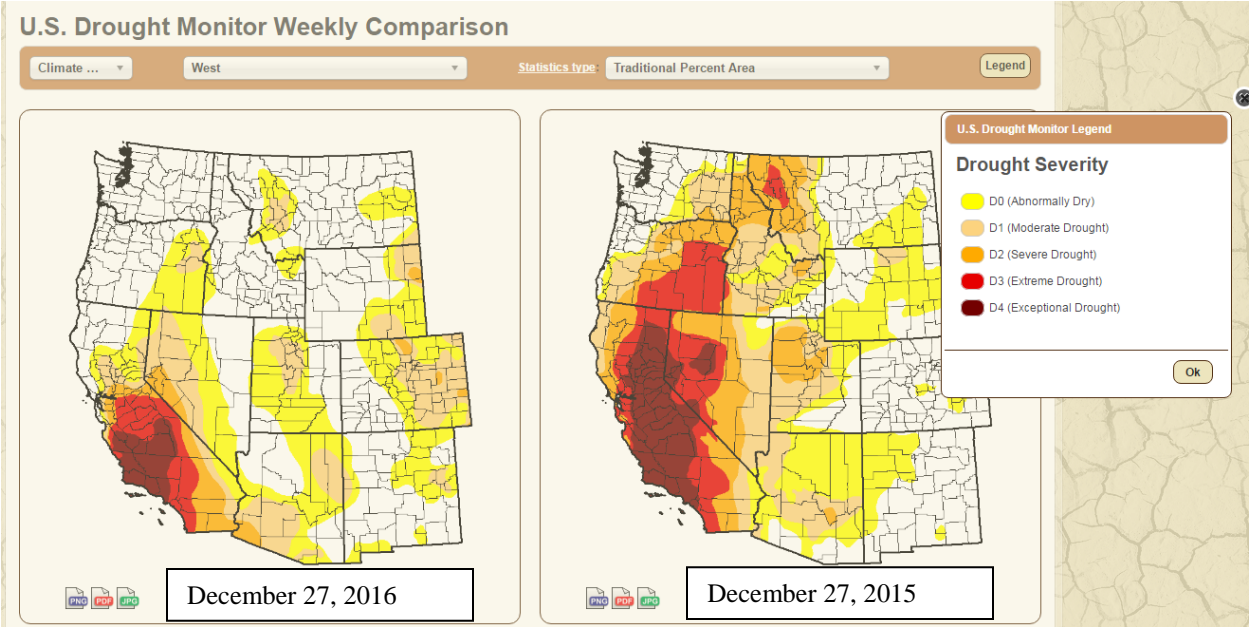 U.S. Drought Monitor Weekly Comparison
Climate ... West Statistics type: Traditional Percent Area Legend
U.S. Drought Monitor Legend
Drought Severity
D0 (Abnormally Dry)
D1 (Moderate Drought)
D2 (Severe Drought)
D3 (Extreme Drought)
D4 (Exceptional Drought)
Ok
PNG PDF JPG
December 27, 2016
PNG PDF JPG
December 27, 2015